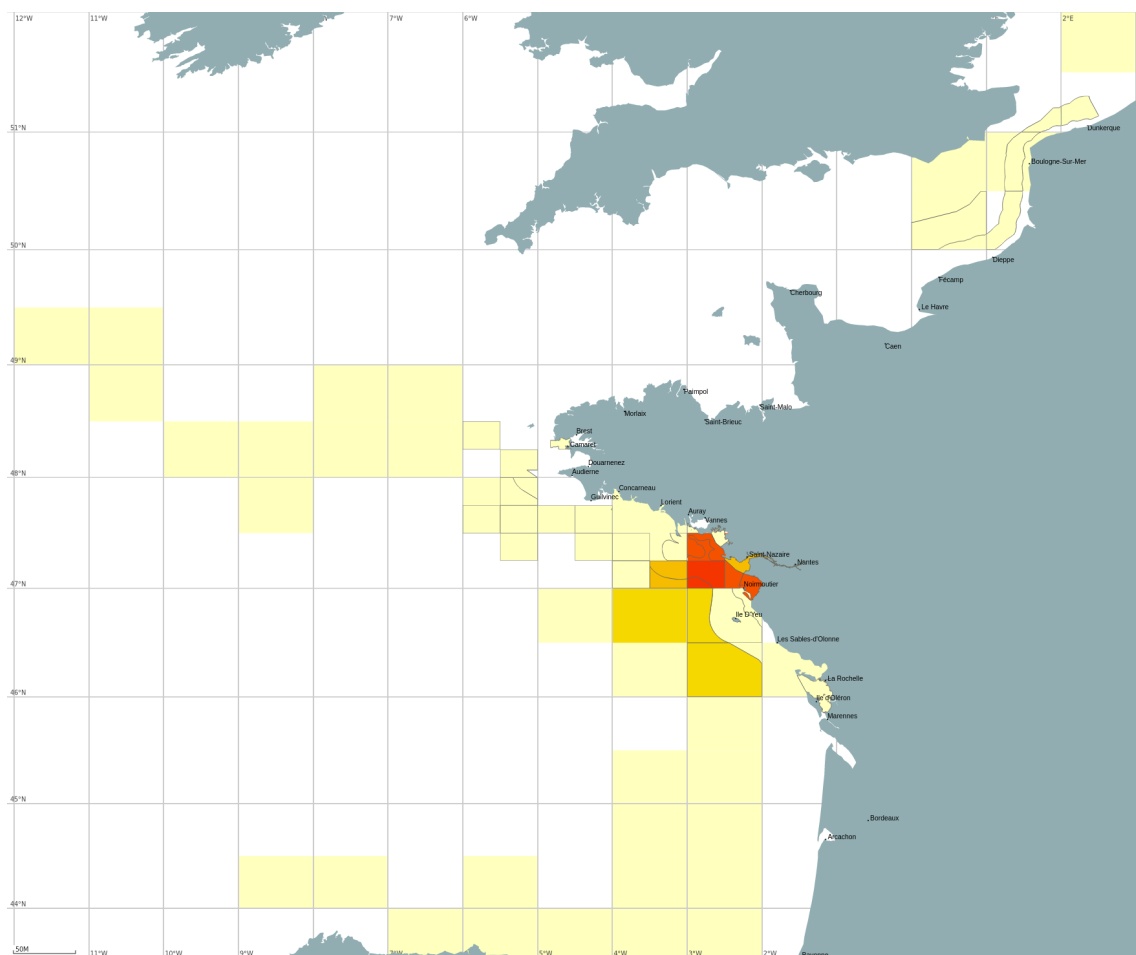 12°W 11°W 7°W 6°W 2°E
51°N
Dunkerque
Boulogne-Sur-Mer
50°N
Dieppe
Fécamp
Cherbourg
Le Havre
Caen
49°N
Paimpol
Saint-Malo
Morlaix
Saint-Brieuc
Brest
Camaret
Douarnenez
Audierne
48°N
Concarneau
Guilvinec
Lorient
Auray
Vannes
Saint-Nazaire
Nantes
47°N
Noirmoutier
Ile D'Yeu
Les Sables-d'Olonne
La Rochelle
46°N
Ile d'Oléron
Marennes
45°N
Bordeaux
Arcachon
44°N
50M
11°W 10°W 9°W 7°W 5°W 4°W 3°W 2°W